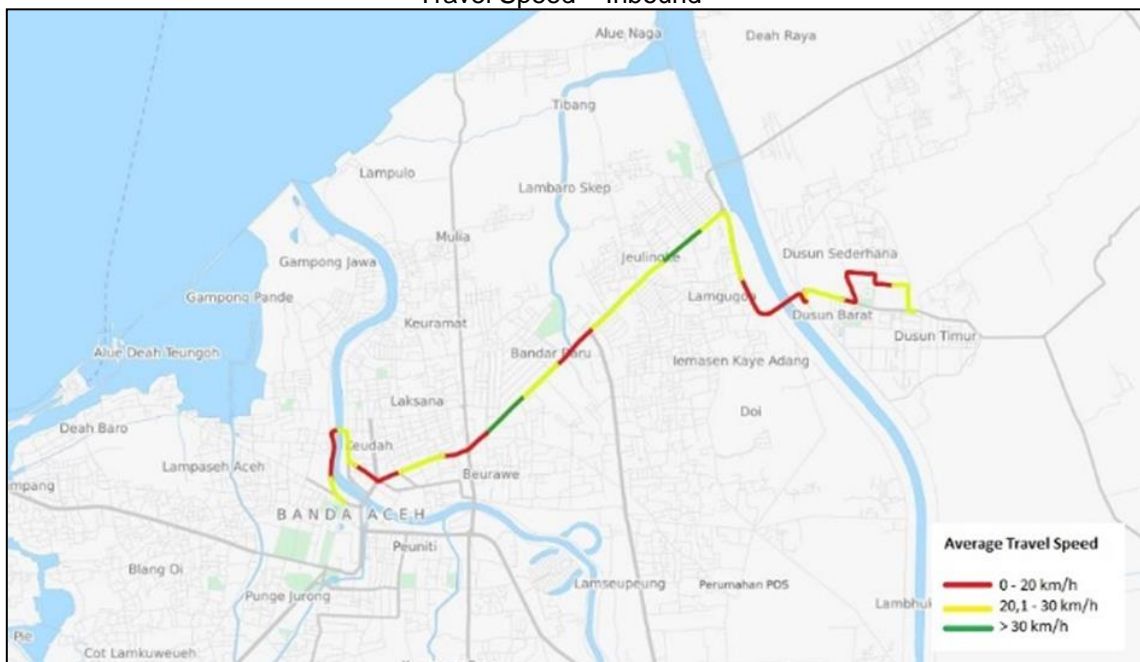 Travel Speed – Inbound
Alue Naga
Deah Raya
Tibang
Lampulo
Lambaro Skep
Mulia
Dusun Sederhana
Jeulingke
Gampong Jawa
Gampong Pande
Lamgugob
Dusun Barat
Keuramat
Dusun Timur
Alue Deah Teungoh
Bandar Baru
Iemasen Kaye Adang
Laksana
Doi
Deah Baro
Keudah
Lampaseh Aceh
Beurawe
mpang
BANDA ACEH
Peuniti
Average Travel Speed
Blang Oi
Lamseupeung
Perumahan POS
0 - 20 km/h
Punge Jurong
Lambhuk
20,1 - 30 km/h
> 30 km/h
Pie
Cot Lamkuweueh